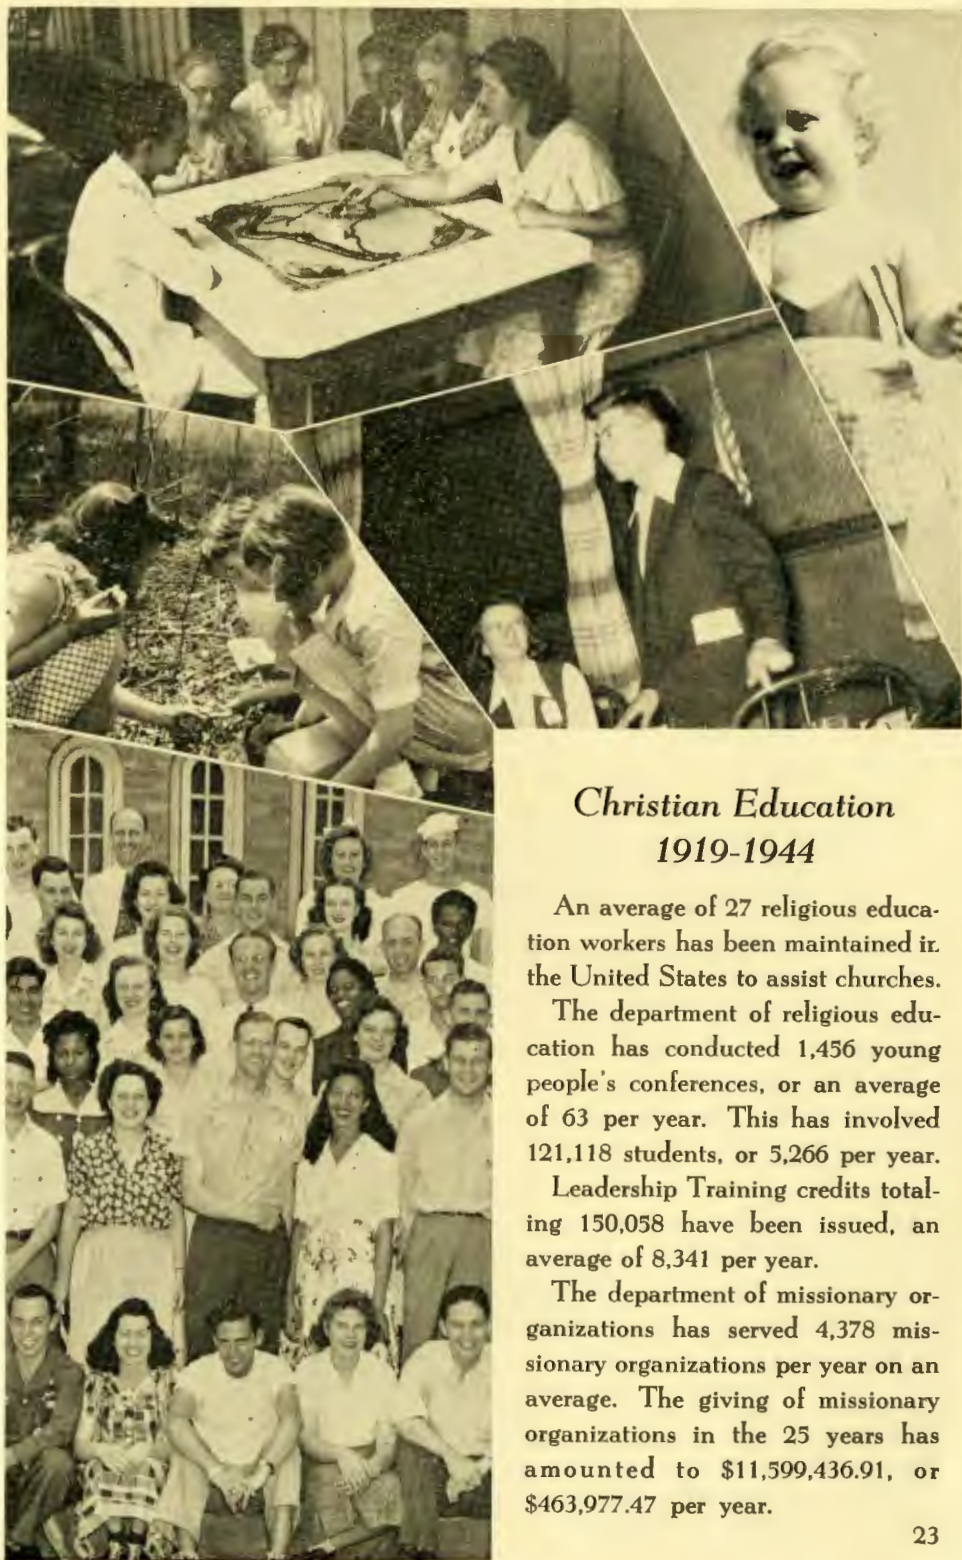 Christian Education
1919-1944
An average of 27 religious educa-
tion workers has been maintained in
the United States to assist churches.
The department of religious edu-
cation has conducted 1,456 young
people's conferences, or an average
of 63 per year. This has involved
121,118 students, or 5,266 per year.
Leadership Training credits total-
ing 150,058 have been issued, an
average of 8,341 per year.
The department of missionary or-
ganizations has served 4,378 mis-
sionary organizations per year on an
average. The giving of missionary
organizations in the 25 years has
amounted to $11,599,436.91, or
$463,977.47 per year.
23